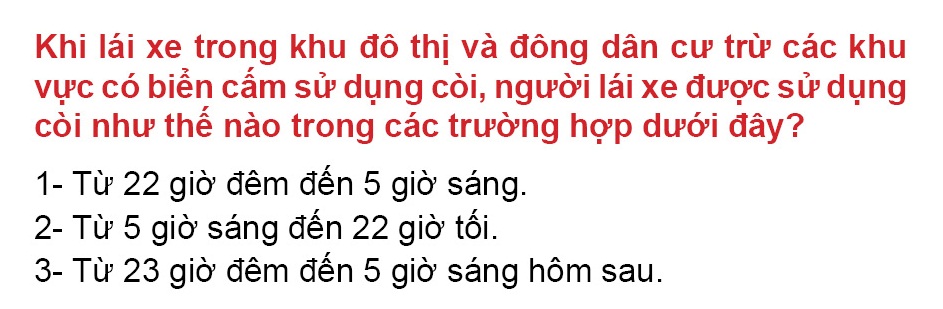 Khi lái xe trong khu đô thị và đông dân cư trừ các khu
vực có biển cấm sử dụng còi, người lái xe được sử dụng
còi như thế nào trong các trường hợp dưới đây?
1- Từ 22 giờ đêm đến 5 giờ sáng.
2- Từ 5 giờ sáng đến 22 giờ tối.
3- Từ 23 giờ đêm đến 5 giờ sáng hôm sau.